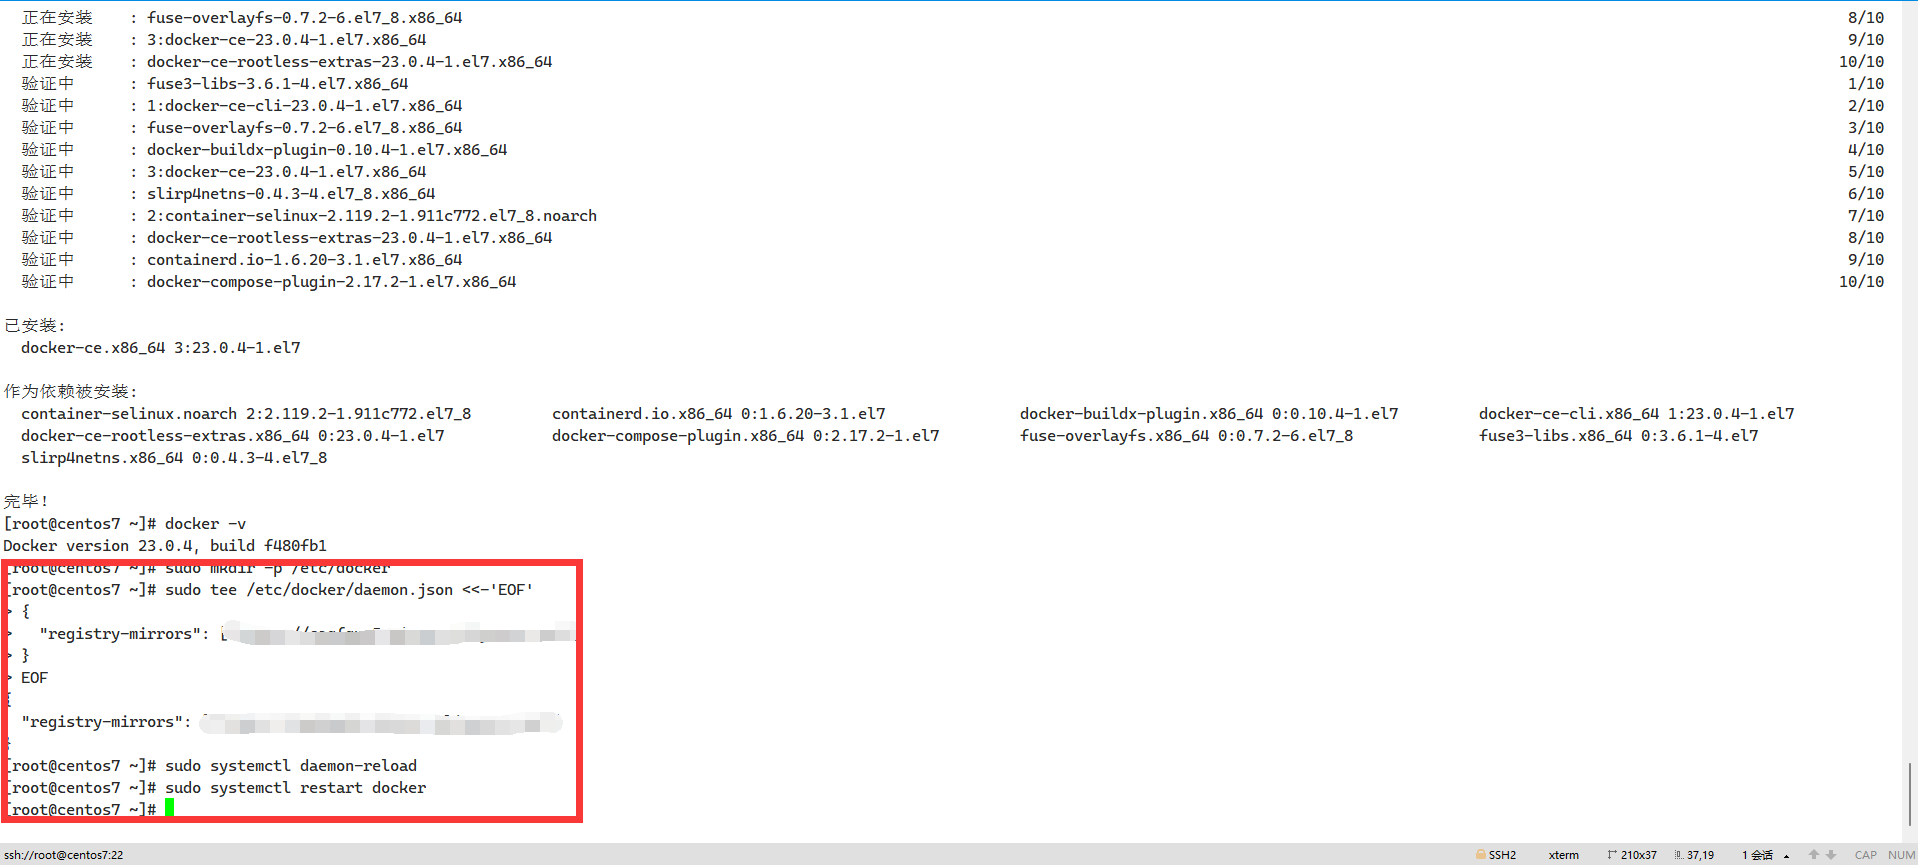 正在安装    : fuse-overlayfs-0.7.2-6.el7_8.x86_64    8/10
正在安装    : 3:docker-ce-23.0.4-1.el7.x86_64    9/10
正在安装    : docker-ce-rootless-extras-23.0.4-1.el7.x86_64    10/10
验证中      : fuse3-libs-3.6.1-4.el7.x86_64    1/10
验证中      : 1:docker-ce-cli-23.0.4-1.el7.x86_64    2/10
验证中      : fuse-overlayfs-0.7.2-6.el7_8.x86_64    3/10
验证中      : docker-buildx-plugin-0.10.4-1.el7.x86_64    4/10
验证中      : 3:docker-ce-23.0.4-1.el7.x86_64    5/10
验证中      : slirp4netns-0.4.3-4.el7_8.x86_64    6/10
验证中      : 2:container-selinux-2.119.2-1.911c772.el7_8.noarch    7/10
验证中      : docker-ce-rootless-extras-23.0.4-1.el7.x86_64    8/10
验证中      : containerd.io-1.6.20-3.1.el7.x86_64    9/10
验证中      : docker-compose-plugin-2.17.2-1.el7.x86_64    10/10
已安装:
docker-ce.x86_64 3:23.0.4-1.el7
作为依赖被安装:
container-selinux.noarch 2:2.119.2-1.911c772.el7_8    containerd.io.x86_64 0:1.6.20-3.1.el7    docker-buildx-plugin.x86_64 0:0.10.4-1.el7    docker-ce-cli.x86_64 1:23.0.4-1.el7
docker-ce-rootless-extras.x86_64 0:23.0.4-1.el7    docker-compose-plugin.x86_64 0:2.17.2-1.el7    fuse-overlayfs.x86_64 0:0.7.2-6.el7_8    fuse3-libs.x86_64 0:3.6.1-4.el7
slirp4netns.x86_64 0:0.4.3-4.el7_8
完毕!
[root@centos7 ~]# docker -v
Docker version 23.0.4, build f480fb1
[root@centos7 ~]# sudo mkdir -p /etc/docker
[root@centos7 ~]# sudo tee /etc/docker/daemon.json <<-'EOF'
> {
>   "registry-mirrors": [
> }
> EOF
{
"registry-mirrors":
}
[root@centos7 ~]# sudo systemctl daemon-reload
[root@centos7 ~]# sudo systemctl restart docker
[root@centos7 ~]#
ssh://root@centos7:22    SSH2    xterm    210x37    37,19    1 会话    CAP    NUM